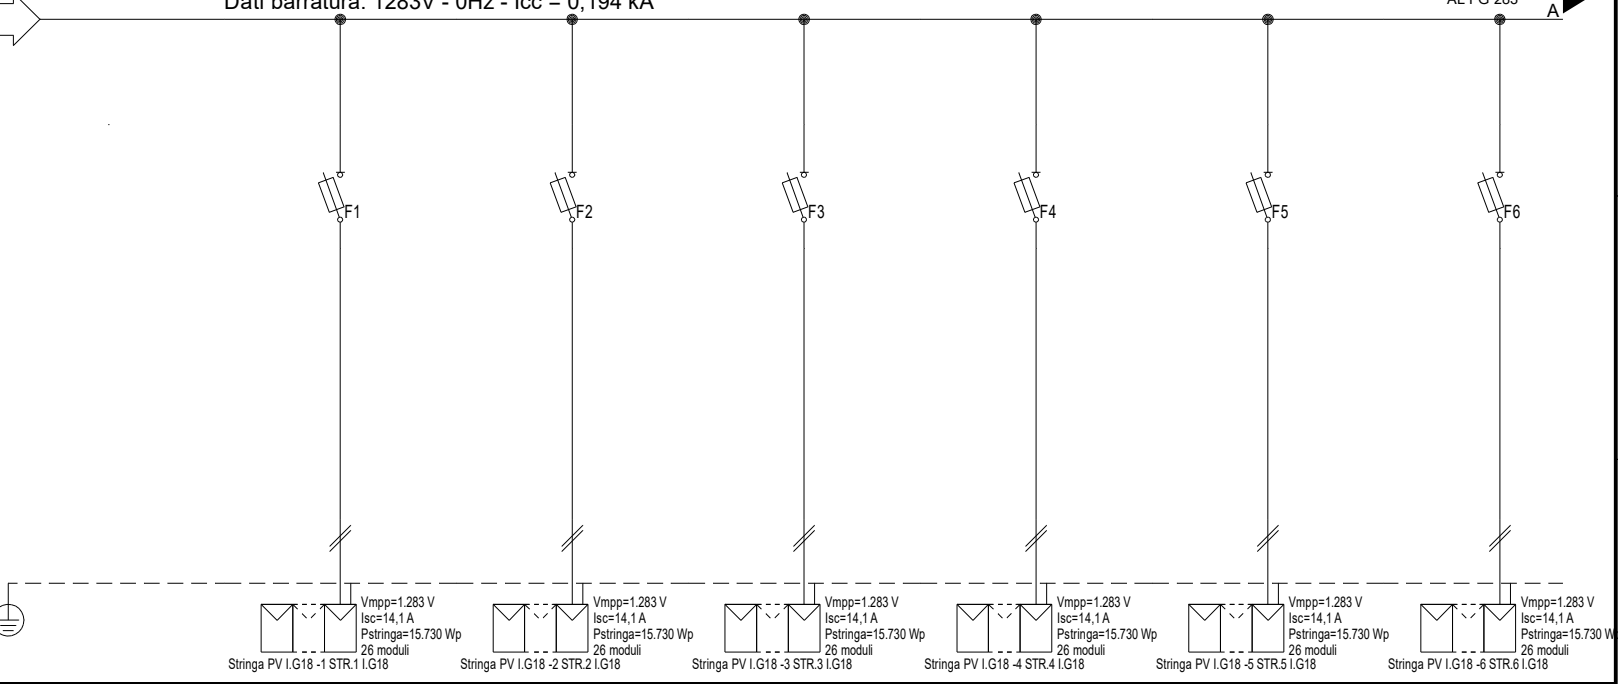 Dati barratura: 1283V - 0Hz - Icc = 0,194 kA
A
F1
F2
F3
F4
F5
F6
Vmpp=1.283 V
Isc=14,1 A
Pstringa=15.730 Wp
26 moduli
Stringa PV I.G18 -1 STR.1 I.G18
Vmpp=1.283 V
Isc=14,1 A
Pstringa=15.730 Wp
26 moduli
Stringa PV I.G18 -2 STR.2 I.G18
Vmpp=1.283 V
Isc=14,1 A
Pstringa=15.730 Wp
26 moduli
Stringa PV I.G18 -3 STR.3 I.G18
Vmpp=1.283 V
Isc=14,1 A
Pstringa=15.730 Wp
26 moduli
Stringa PV I.G18 -4 STR.4 I.G18
Vmpp=1.283 V
Isc=14,1 A
Pstringa=15.730 Wp
26 moduli
Stringa PV I.G18 -5 STR.5 I.G18
Vmpp=1.283 V
Isc=14,1 A
Pstringa=15.730 W
26 moduli
Stringa PV I.G18 -6 STR.6 I.G18